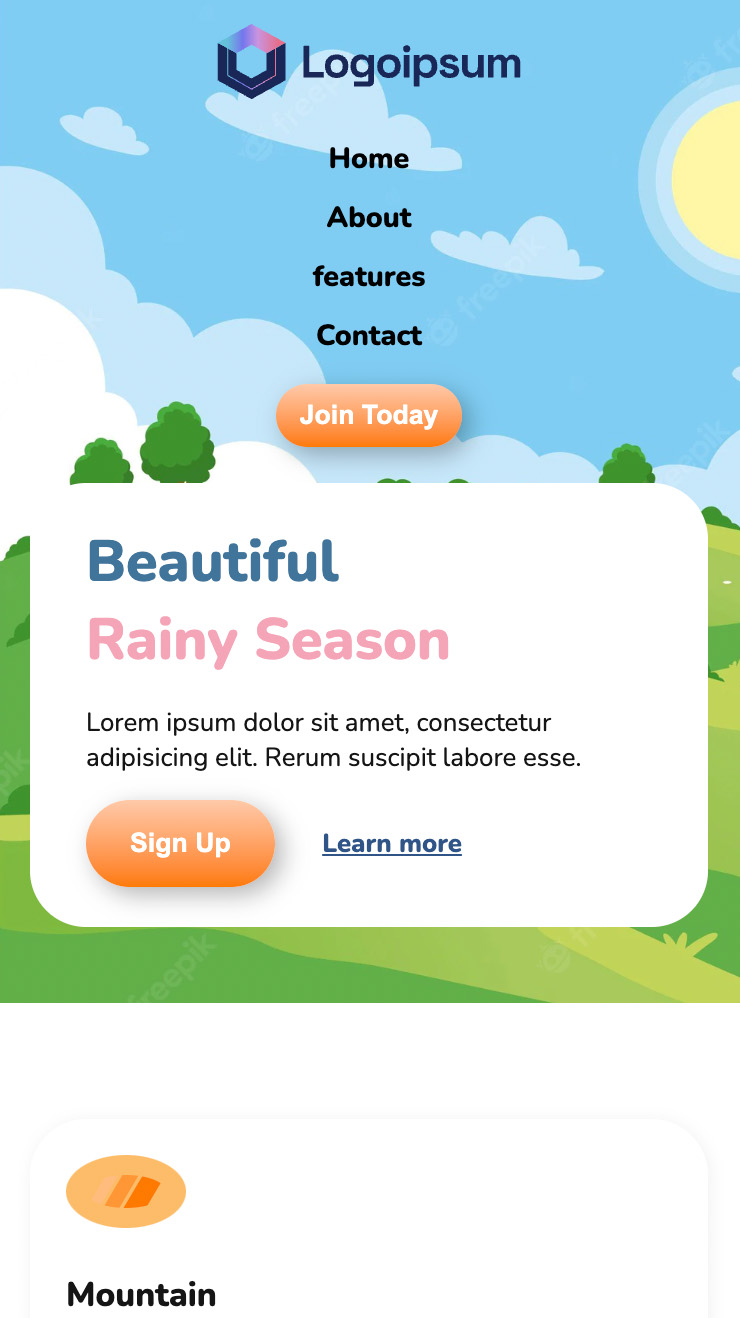 Logoipsum
Home
About
features
Contact
Join Today
Beautiful
Rainy Season
Lorem ipsum dolor sit amet, consectetur
adipisicing elit. Rerum suscipit labore esse.
Sign Up
Learn more
freepik
Mountain